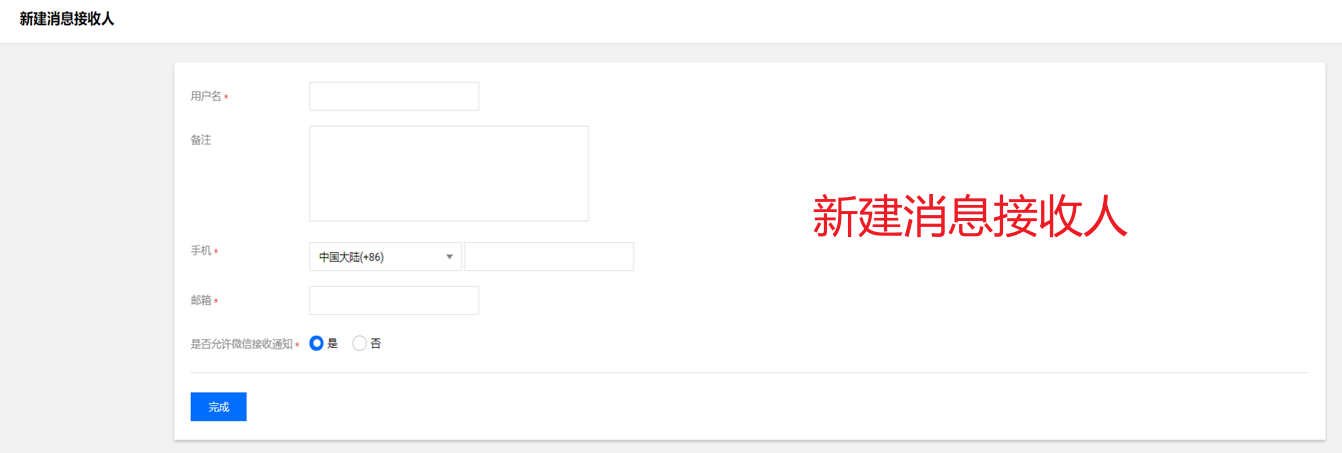 新建消息接收人
用户名 *
备注
新建消息接收人
手机 * 中国大陆(+86)
邮箱 *
是否允许微信接收通知 * 是 否
完成